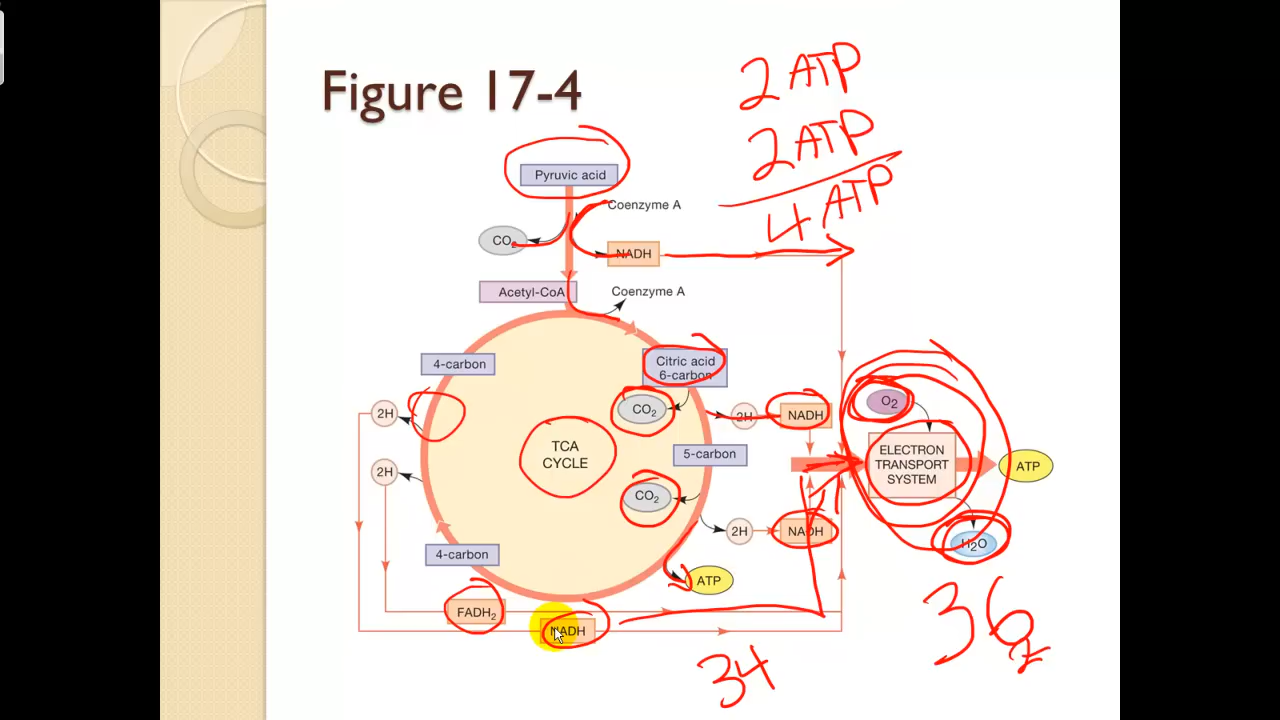 Figure 17-4
2 ATP
2 ATP
4 ATP
Pyruvic acid
Coenzyme A
CO2
NADH
Acetyl-CoA
Coenzyme A
4-carbon
Citric acid
6-carbon
O2
2H
CO2
2H
NADH
TCA
CYCLE
5-carbon
ELECTRON
TRANSPORT
SYSTEM
ATP
2H
CO2
2H
NADH
H2O
4-carbon
ATP
FADH2
NADH
34
36